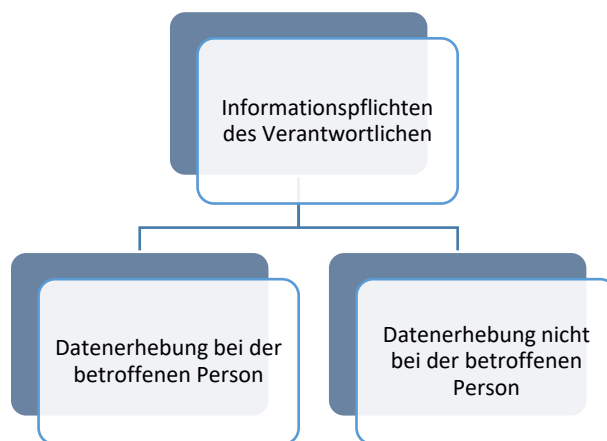 Informationspflichten
des Verantwortlichen
Datenerhebung bei der
betroffenen Person
Datenerhebung nicht
bei der betroffenen
Person